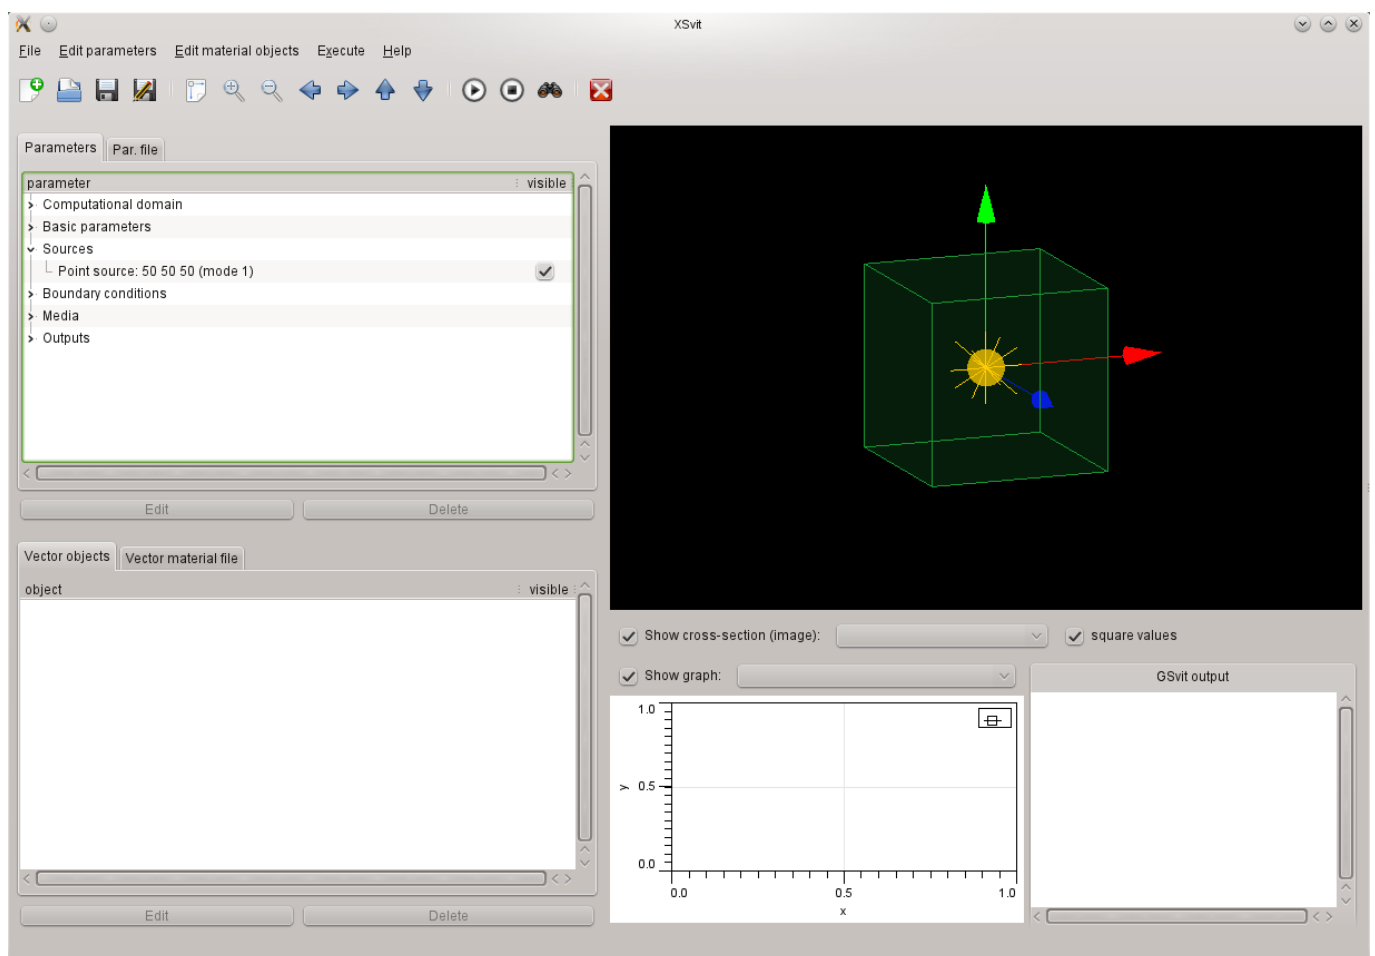 XSvit
File Edit parameters Edit material objects Execute Help
Parameters Par. file
parameter visible
Computational domain
Basic parameters
Sources
Point source: 50 50 50 (mode 1)
Boundary conditions
Media
Outputs
Edit Delete
Vector objects Vector material file
object visible
Edit Delete
Show cross-section (image): square values
Show graph:
GSvit output
1.0
y 0.5
0.0
0.0 0.5 1.0
x